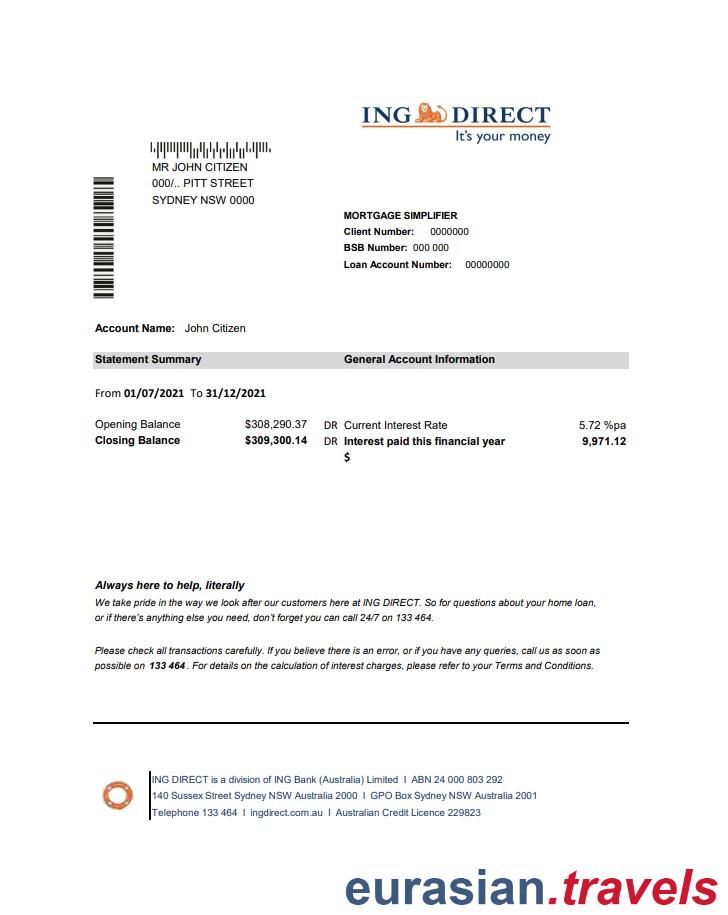 ING DIRECT
It's your money
MR JOHN CITIZEN
000/.. PITT STREET
SYDNEY NSW 0000
MORTGAGE SIMPLIFIER
Client Number: 0000000
BSB Number: 000 000
Loan Account Number: 00000000
Account Name: John Citizen
Statement Summary General Account Information
From 01/07/2021 To 31/12/2021
Opening Balance $308,290.37 DR Current Interest Rate 5.72 %pa
Closing Balance $309,300.14 DR Interest paid this financial year 9,971.12
$
Always here to help, literally
We take pride in the way we look after our customers here at ING DIRECT. So for questions about your home loan,
or if there's anything else you need, don't forget you can call 24/7 on 133 464.
Please check all transactions carefully. If you believe there is an error, or if you have any queries, call us as soon as
possible on 133 464 . For details on the calculation of interest charges, please refer to your Terms and Conditions.
ING DIRECT is a division of ING Bank (Australia) Limited I ABN 24 000 803 292
140 Sussex Street Sydney NSW Australia 2000 I GPO Box Sydney NSW Australia 2001
Telephone 133 464 I ingdirect.com.au I Australian Credit Licence 229823
eurasian.travels